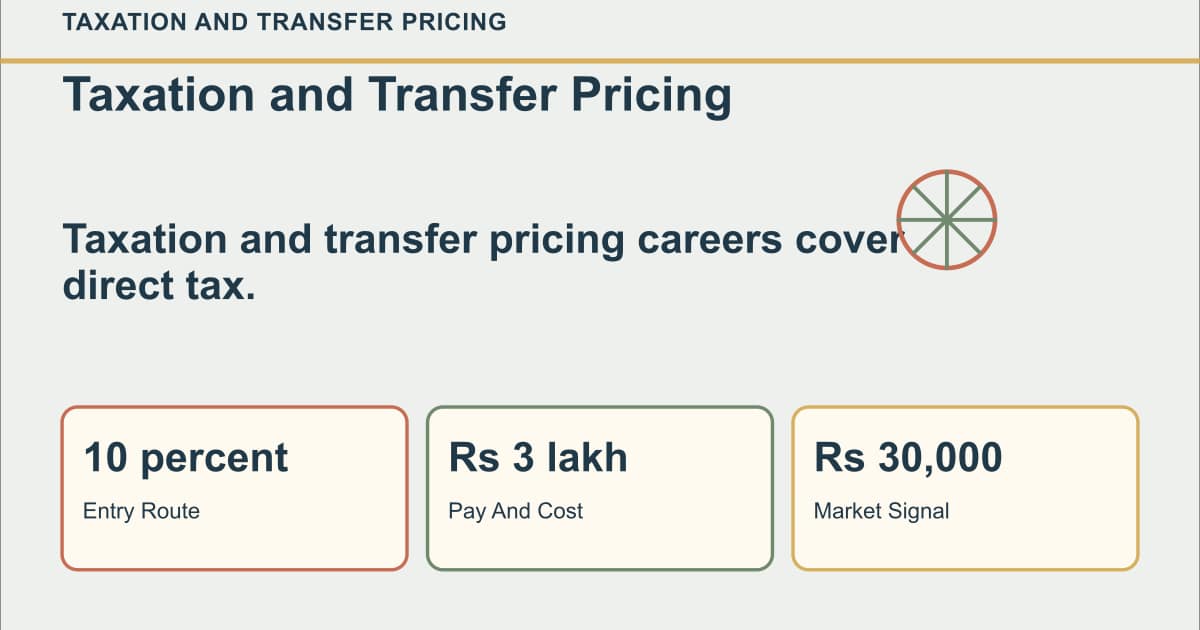 TAXATION AND TRANSFER PRICING
Taxation and Transfer Pricing
Taxation and transfer pricing careers cover
direct tax.
10 percent
Entry Route
Rs 3 lakh
Pay And Cost
Rs 30,000
Market Signal